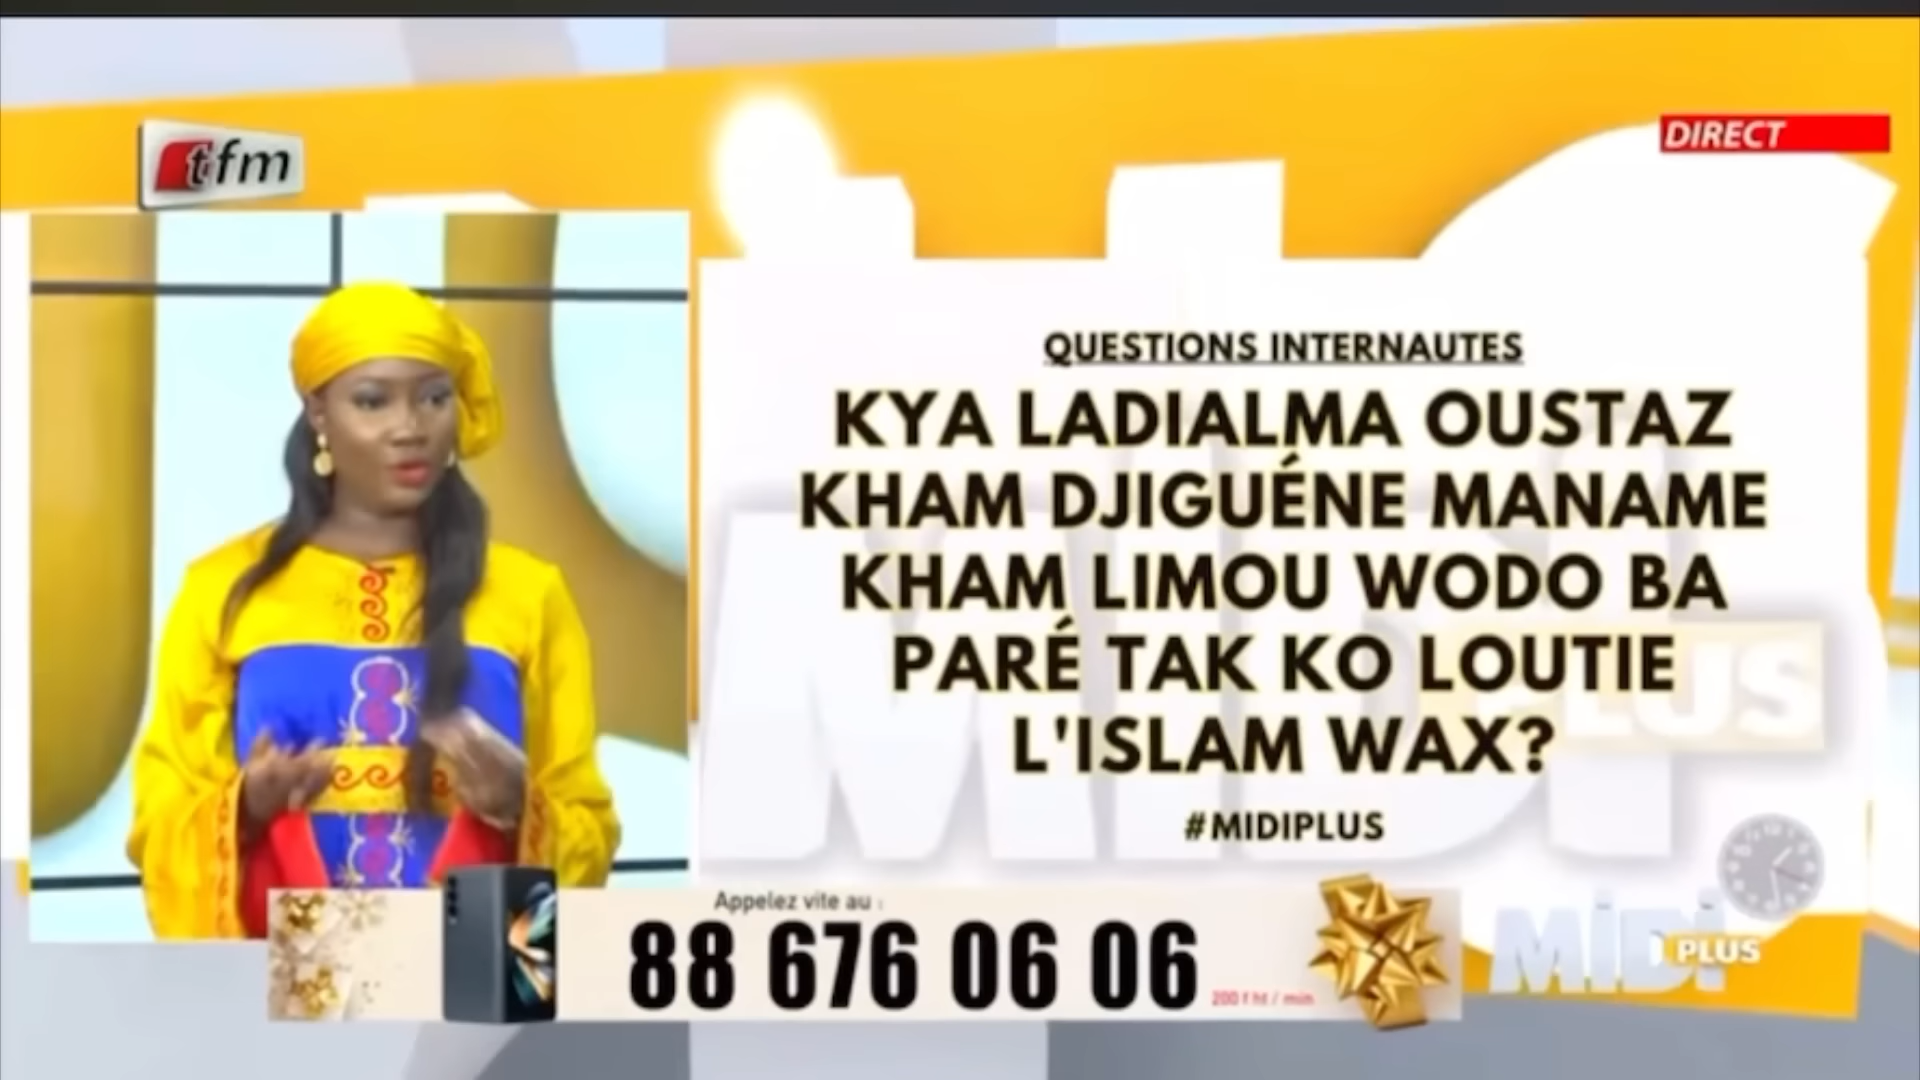 tfm
DIRECT
QUESTIONS INTERNAUTES
KYA LADIALMA OUSTAZ
KHAM DJIGUÉNE MANAME
KHAM LIMOU WODO BA
PARÉ TAK KO LOUTIE
L'ISLAM WAX?
#MIDIPLUS
Appelez vite au :
88 676 06 06
200 f ht / min
MiDi
PLUS